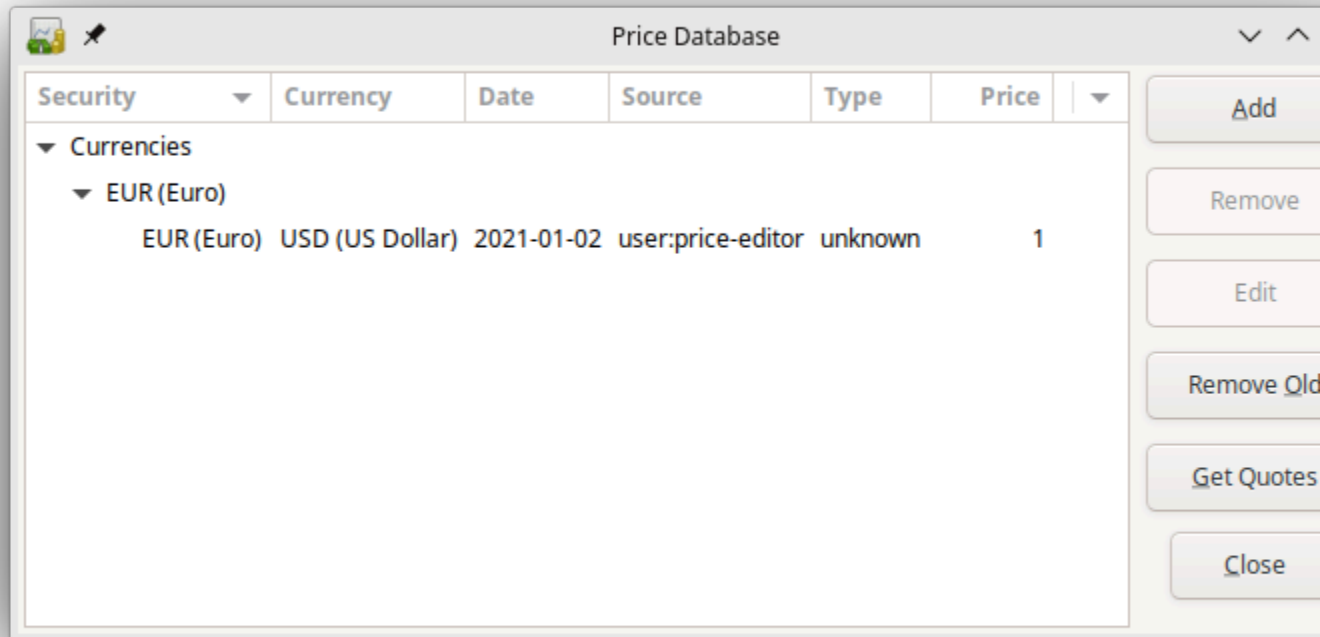 Price Database
Security Currency Date Source Type Price
Currencies
EUR (Euro)
EUR (Euro) USD (US Dollar) 2021-01-02 user:price-editor unknown 1
Add
Remove
Edit
Remove Old
Get Quotes
Close